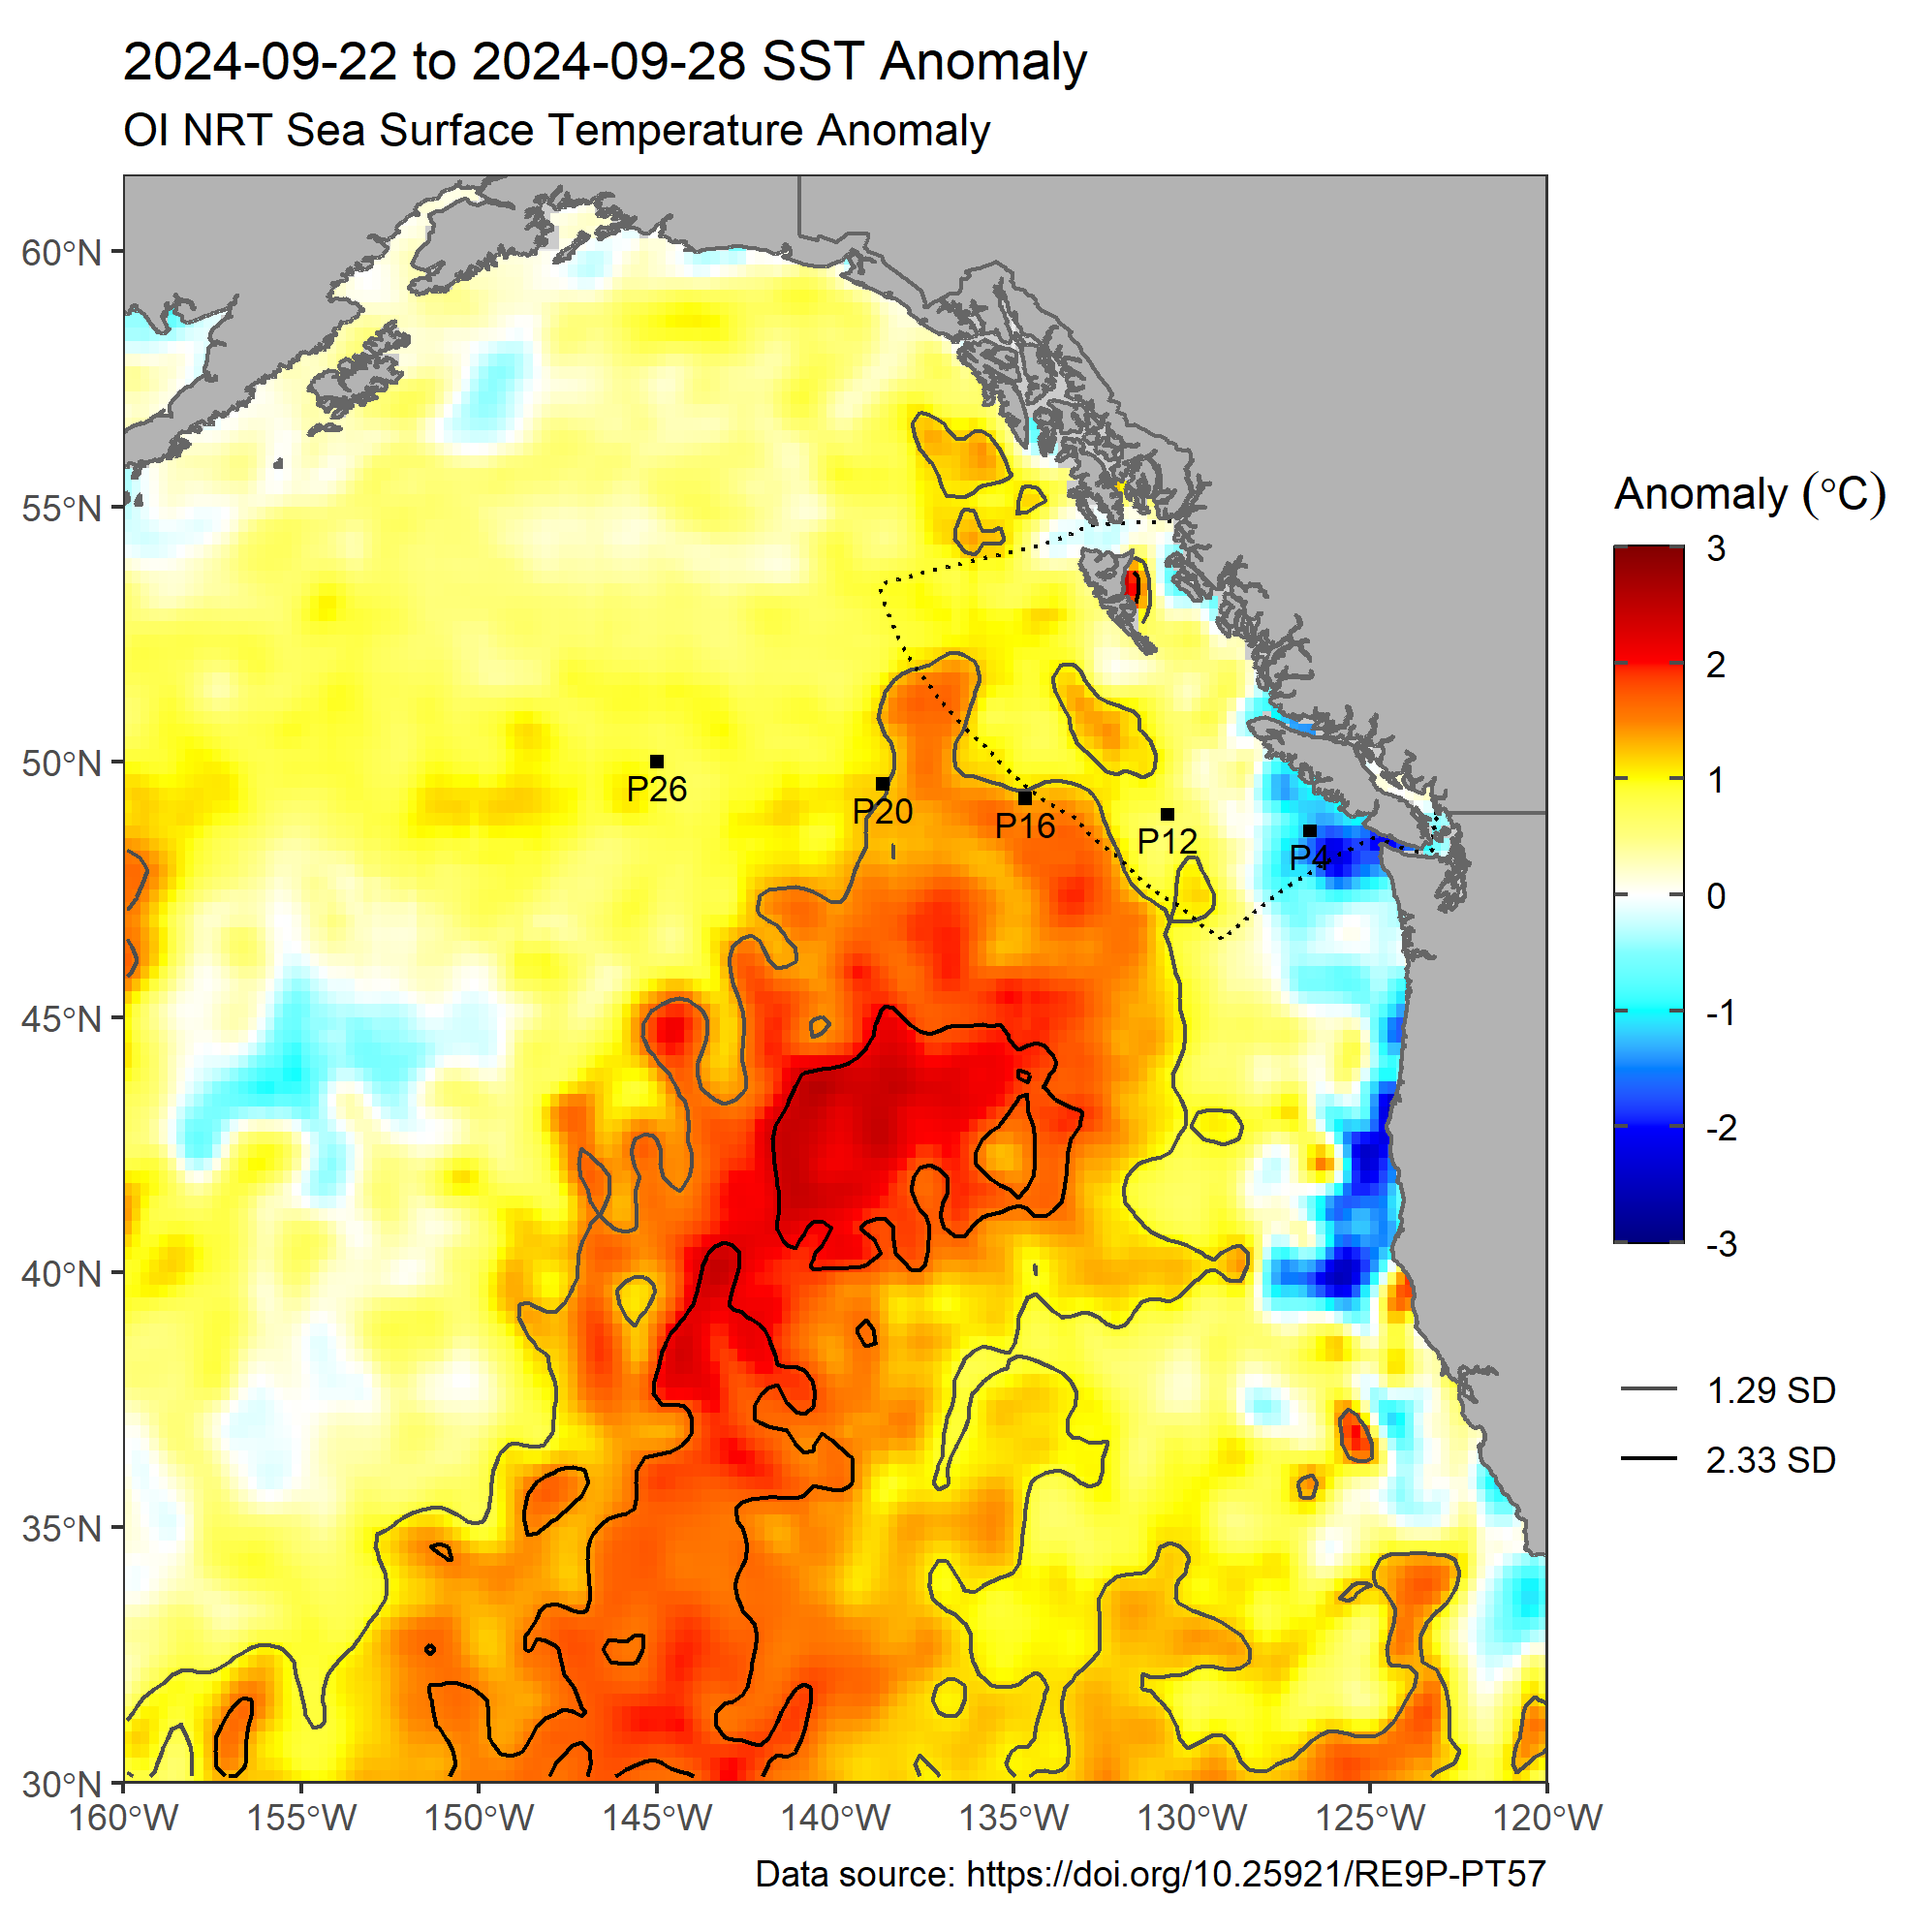 2024-09-22 to 2024-09-28 SST Anomaly
OI NRT Sea Surface Temperature Anomaly
60°N
55°N
50°N
45°N
40°N
35°N
30°N
P26
P20
P16
P12
P4
160°W
155°W
150°W
145°W
140°W
135°W
130°W
125°W
120°W
Anomaly (°C)
3
2
1
0
-1
-2
-3
1.29 SD
2.33 SD
Data source: https://doi.org/10.25921/RE9P-PT57